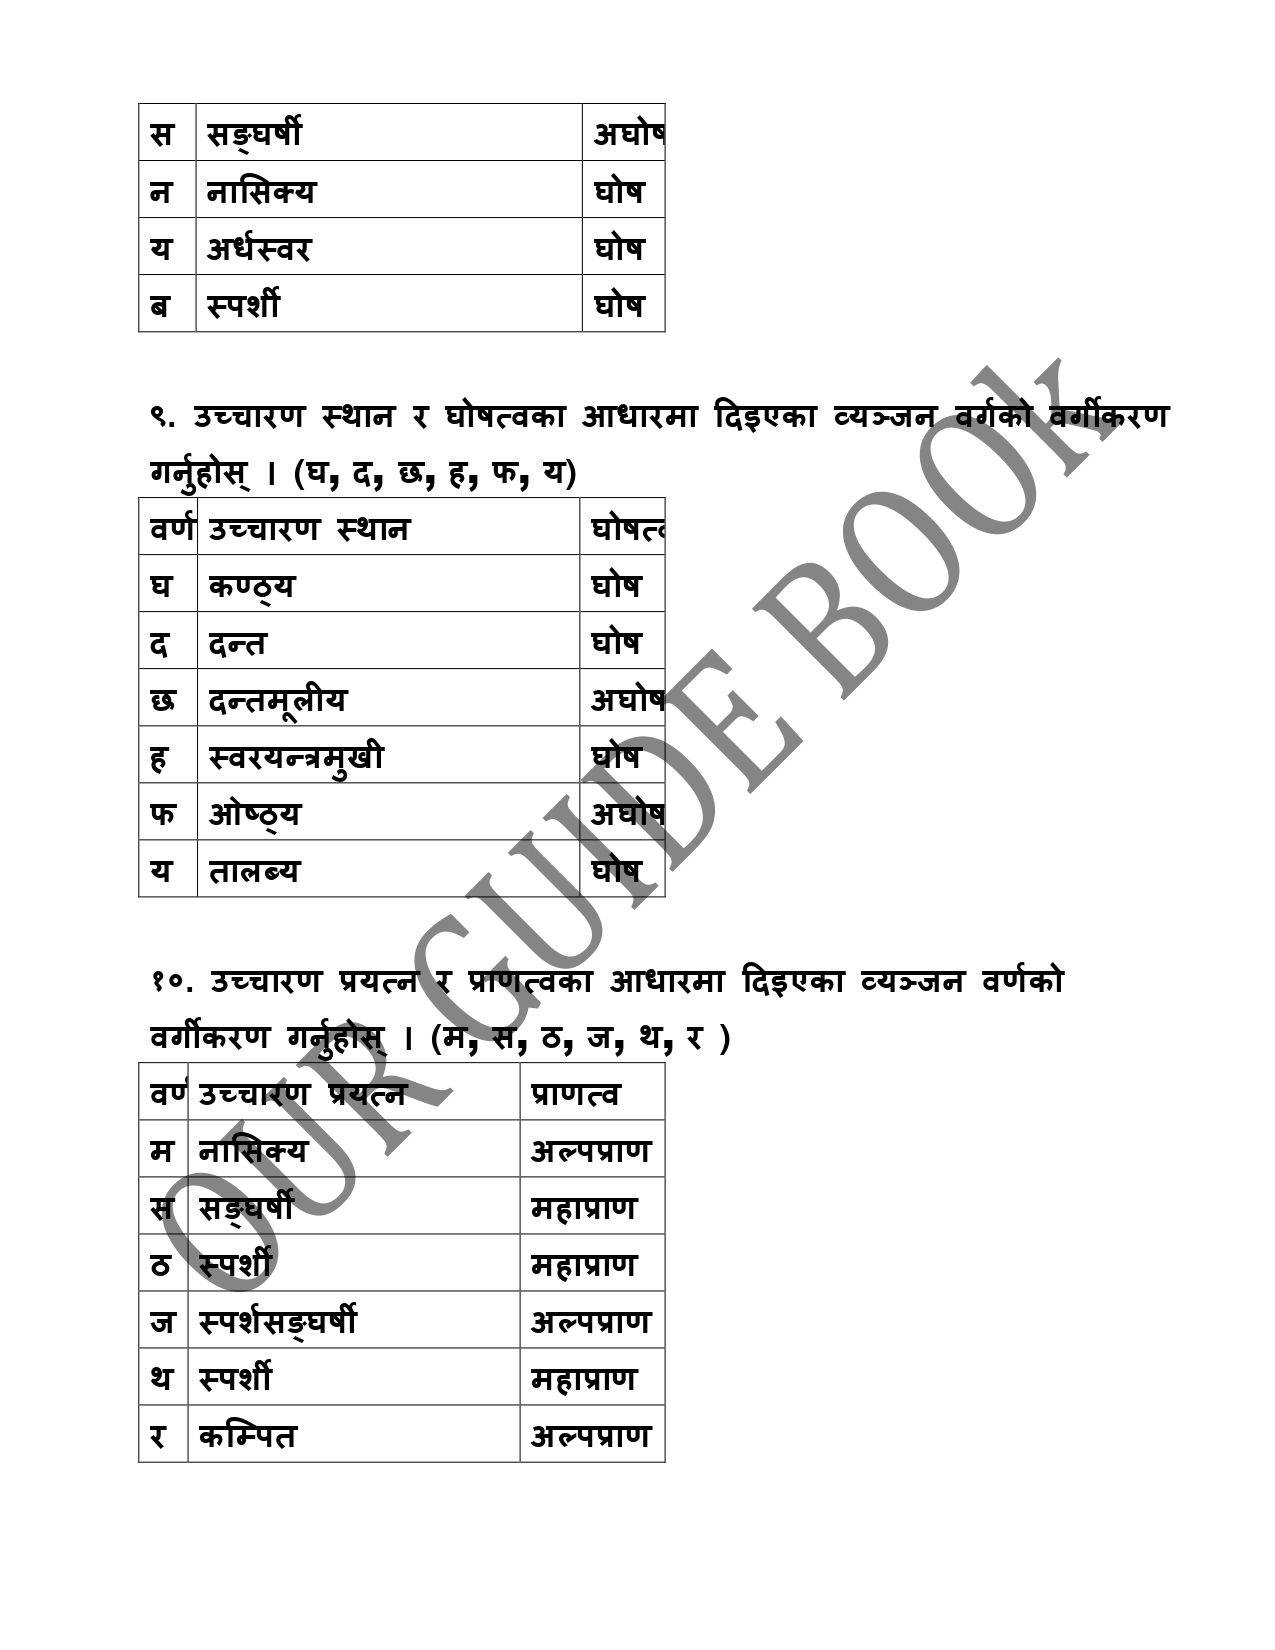 स सङ्घर्षी अघोष
न नासिक्य घोष
य अर्धस्वर घोष
ब स्पर्शी घोष
९. उच्चारण स्थान र घोषत्वका आधारमा दिइएका व्यञ्जन वर्गको वर्गीकरण
गर्नुहोस् । (घ, द, छ, ह, फ, य)
वर्ण उच्चारण स्थान घोषत्व
घ कण्ठ्य घोष
द दन्त घोष
छ दन्तमूलीय अघोष
ह स्वरयन्त्रमुखी घोष
फ ओष्ठ्य अघोष
य तालब्य घोष
१०. उच्चारण प्रयत्न र प्राणत्वका आधारमा दिइएका व्यञ्जन वर्णको
वर्गीकरण गर्नुहोस् । (म, स, ठ, ज, थ, र )
वर्ण उच्चारण प्रयत्न प्राणत्व
म नासिक्य अल्पप्राण
स सङ्घर्षी महाप्राण
ठ स्पर्शी महाप्राण
ज स्पर्शसङ्घर्षी अल्पप्राण
थ स्पर्शी महाप्राण
र कम्पित अल्पप्राण
OUR GUIDE BOOk